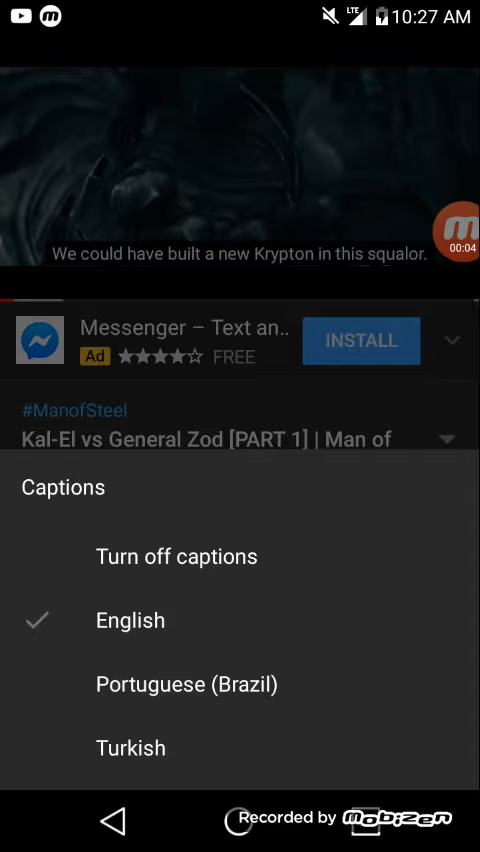 LTE 10:27 AM
We could have built a new Krypton in this squalor.
00:04
Messenger – Text an..
INSTALL
Ad FREE
#ManofSteel
Kal-El vs General Zod [PART 1] | Man of
Captions
Turn off captions
English
Portuguese (Brazil)
Turkish
Recorded by Mobizen